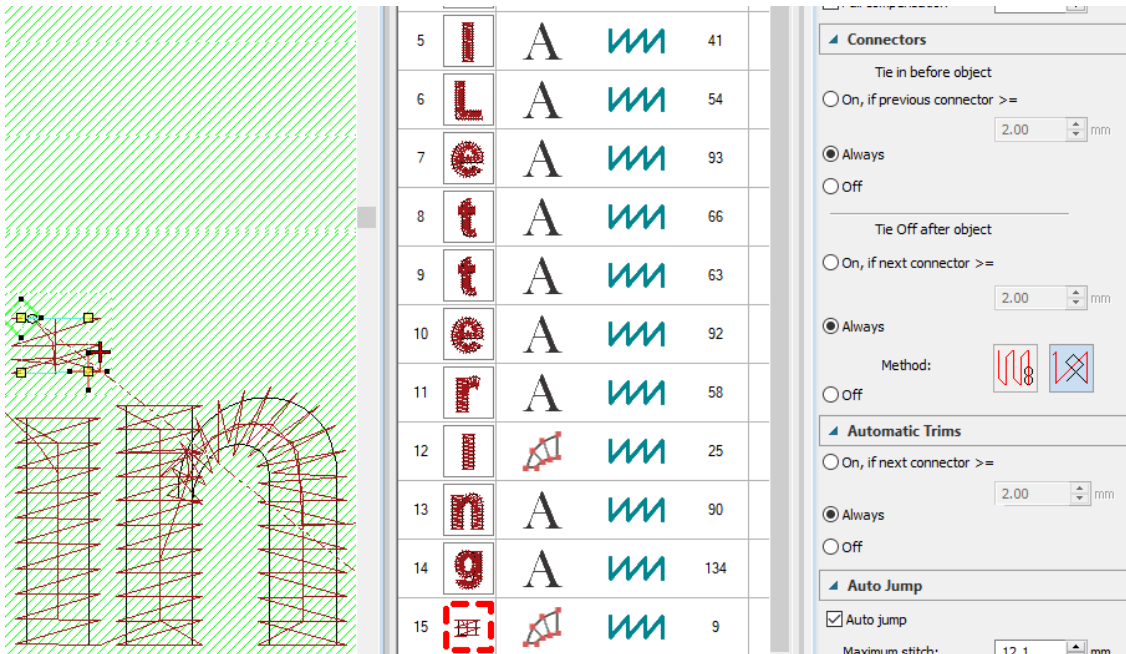 5 l A 41
6 L A 54
7 e A 93
8 t A 66
9 t A 63
10 e A 92
11 r A 58
12 l 25
13 n A 90
14 g A 134
15 9
Connectors
Tie in before object
On, if previous connector >=
2.00 mm
Always
Off
Tie Off after object
On, if next connector >=
2.00 mm
Always
Method:
Off
Automatic Trims
On, if next connector >=
2.00 mm
Always
Off
Auto Jump
Auto jump
Maximum stitch: 12.1 mm